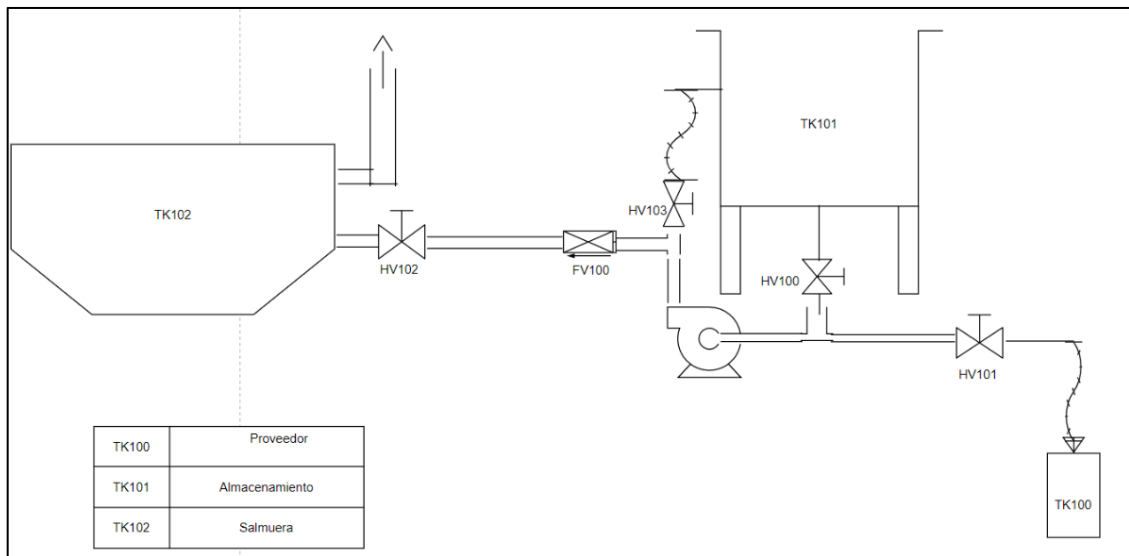 TK101
TK102
HV103
HV102
FV100
HV100
HV101
TK100
TK100 Proveedor
TK101 Almacenamiento
TK102 Salmuera